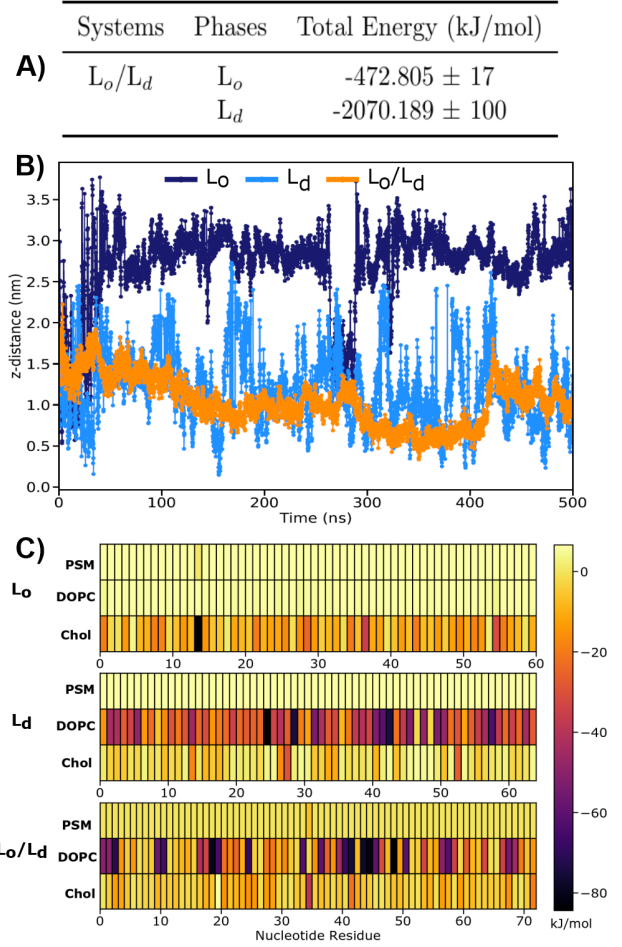 Systems Phases Total Energy (kJ/mol)
A)
Lo/Ld Lo -472.805 ± 17
Ld -2070.189 ± 100
B)
Lo Ld Lo/Ld
z-distance (nm)
3.5
3.0
2.5
2.0
1.5
1.0
0.5
0.0
0 100 200 300 400 500
Time (ns)
C)
Lo
PSM
DOPC
Chol
0 10 20 30 40 50 60
Ld
PSM
DOPC
Chol
0 10 20 30 40 50 60
Lo/Ld
PSM
DOPC
Chol
0 10 20 30 40 50 60 70
Nucleotide Residue
0
−20
−40
−60
−80
kJ/mol